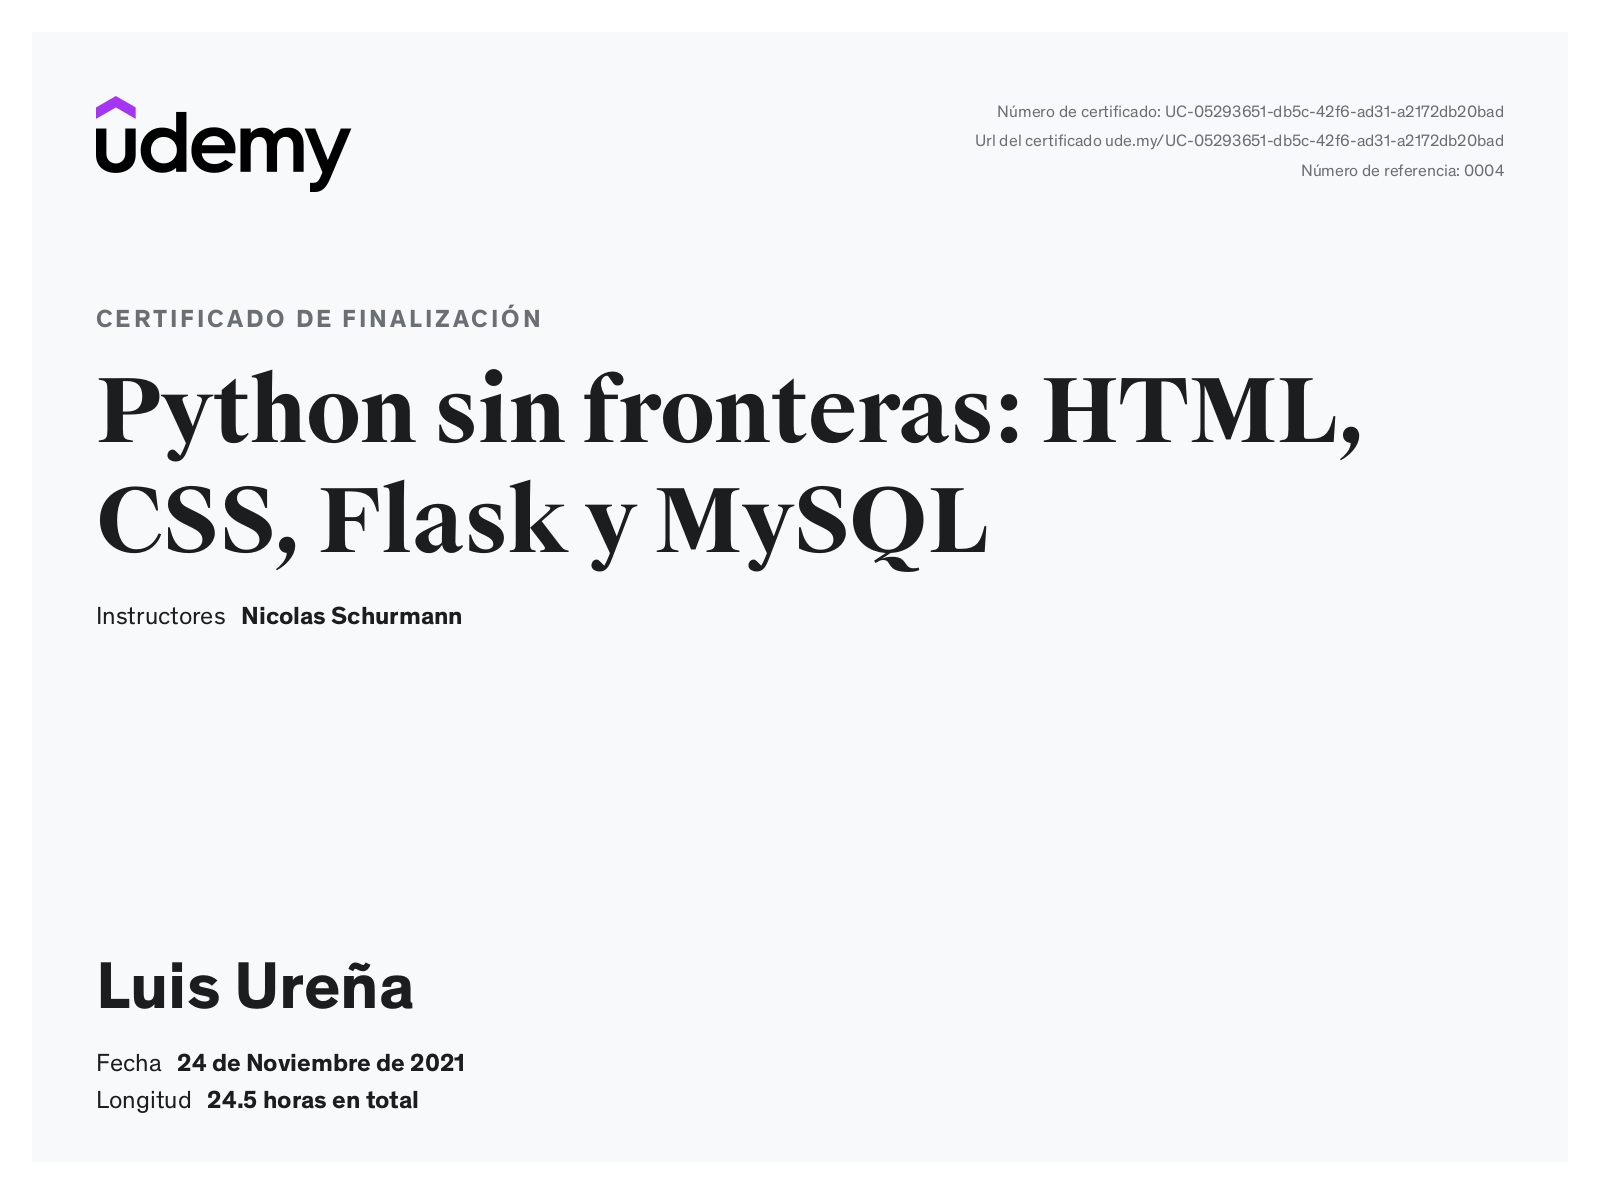 udemy
Número de certificado: UC-05293651-db5c-42f6-ad31-a2172db20bad
Url del certificado ude.my/UC-05293651-db5c-42f6-ad31-a2172db20bad
Número de referencia: 0004
CERTIFICADO DE FINALIZACIÓN
Python sin fronteras: HTML,
CSS, Flask y MySQL
Instructores Nicolas Schurmann
Luis Ureña
Fecha 24 de Noviembre de 2021
Longitud 24.5 horas en total